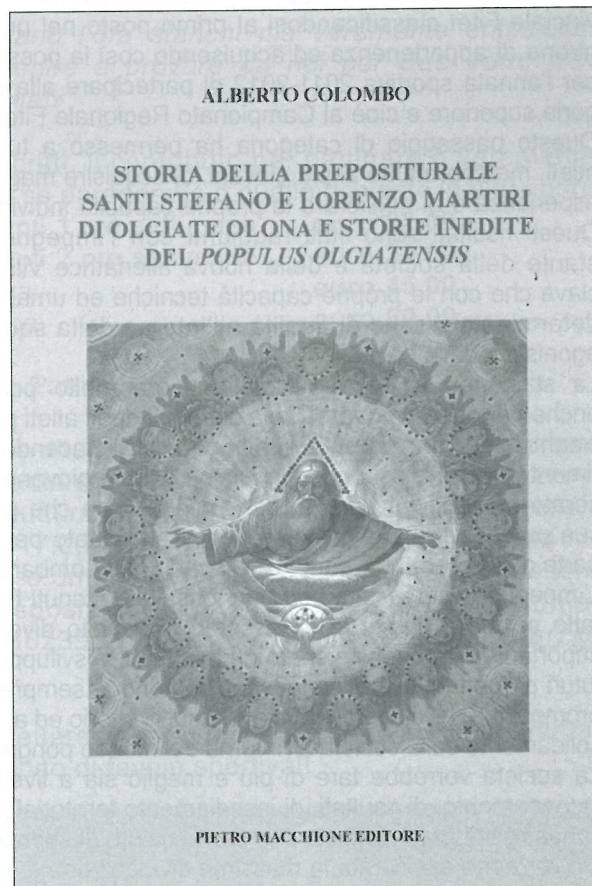 ALBERTO COLOMBO
STORIA DELLA PREPOSITURALE
SANTI STEFANO E LORENZO MARTIRI
DI OLGIATE OLONA E STORIE INEDITE
DEL POPULUS OLGIATENSIS
PIETRO MACCHIONE EDITORE